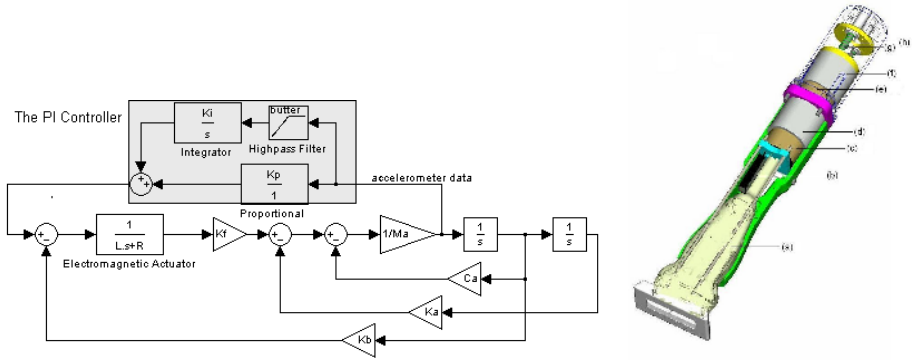 The PI Controller
Ki
s
Integrator
butter
Highpass Filter
+
+
Kp
1
Proportional
accelerometer data
+
-
1
L.s+R
Electromagnetic Actuator
Kf
+
-
+
-
1/Ma
1
s
1
s
Ca
Ka
Kb
(g)
(h)
(f)
(e)
(d)
(c)
(b)
(a)